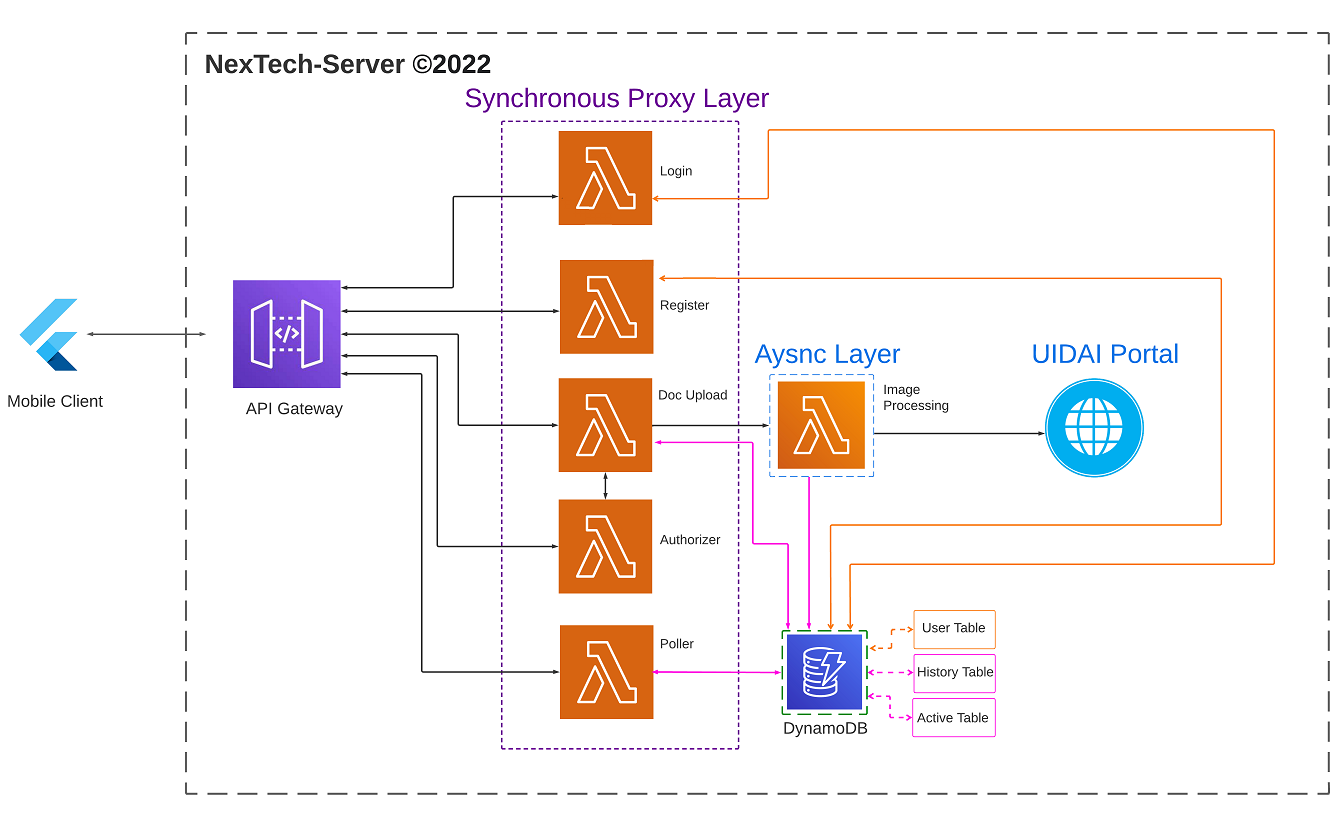 NexTech-Server ©2022
Synchronous Proxy Layer
Login
Register
Aysnc Layer
UIDAI Portal
Doc Upload
Image
Processing
Mobile Client
API Gateway
Authorizer
Poller
User Table
History Table
Active Table
DynamoDB